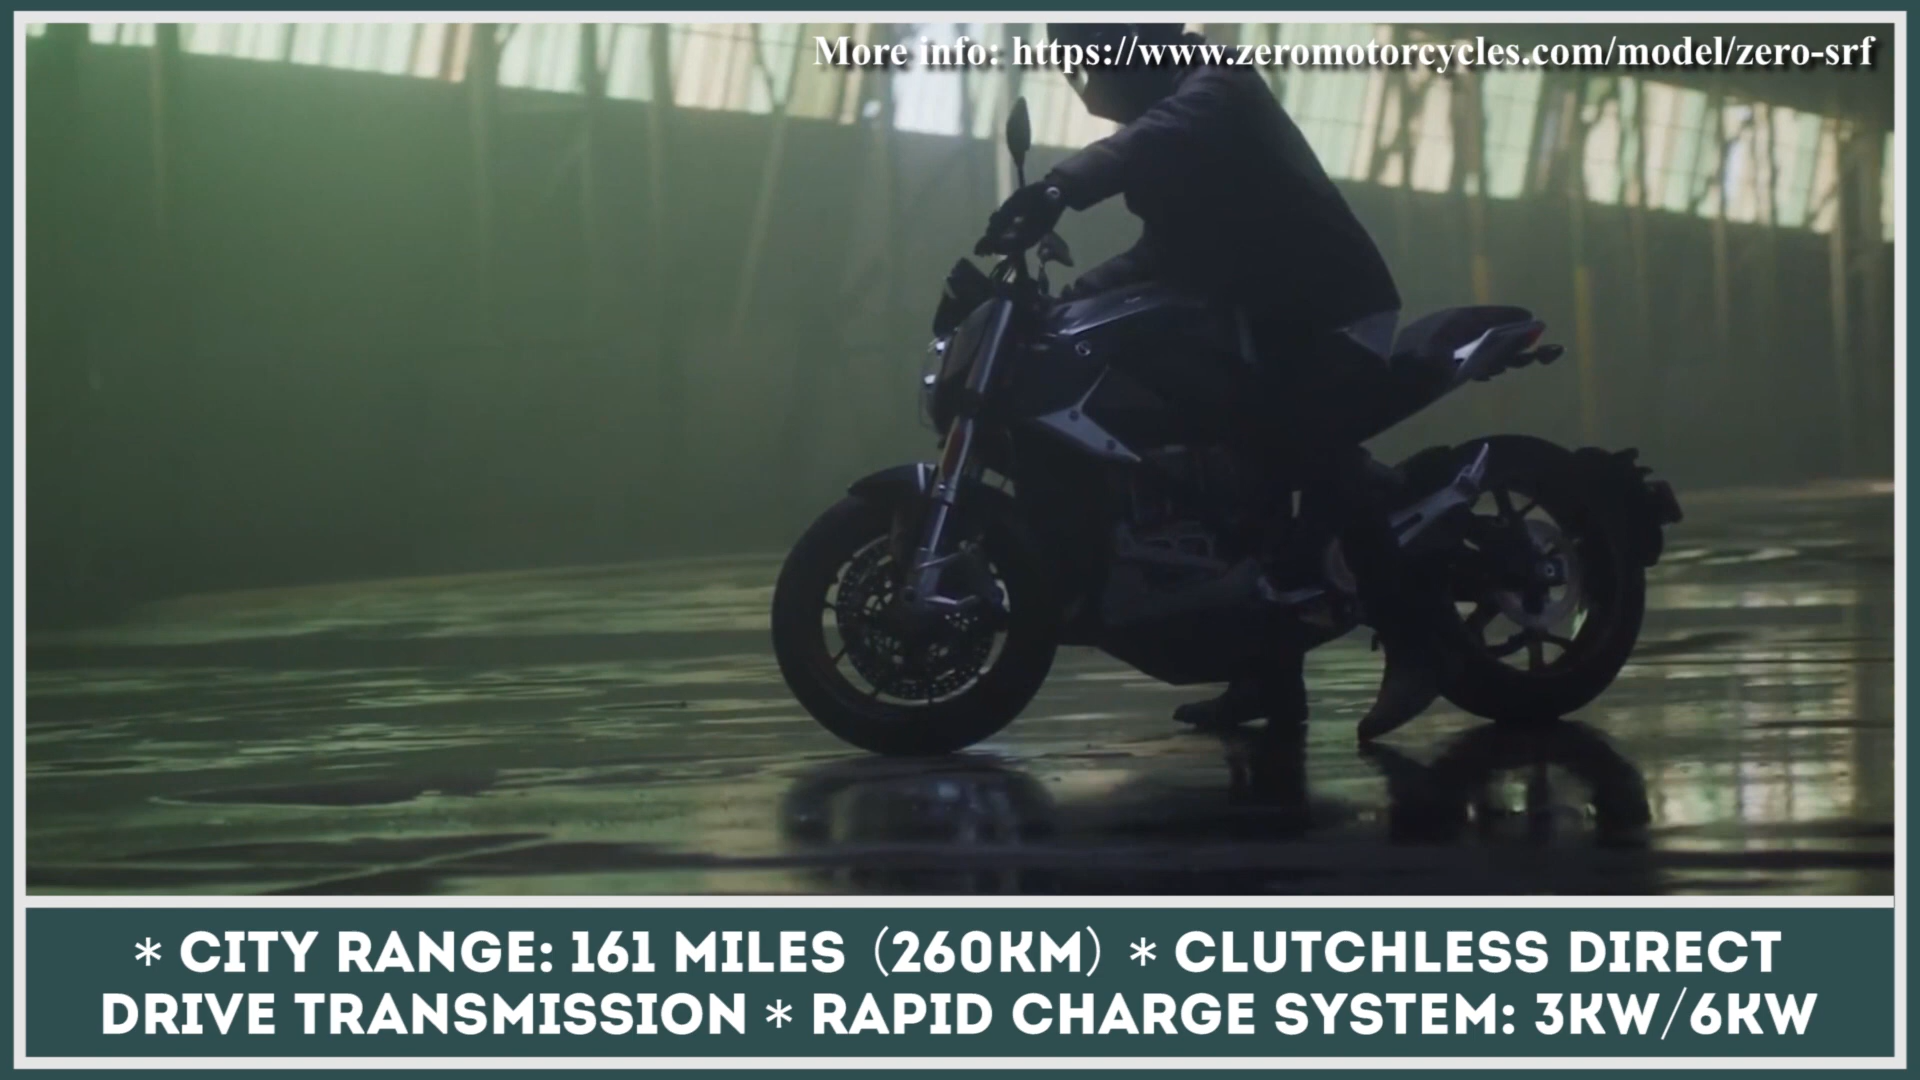 More info: https://www.zeromotorcycles.com/model/zero-srf
* CITY RANGE: 161 MILES (260KM) * CLUTCHLESS DIRECT
DRIVE TRANSMISSION * RAPID CHARGE SYSTEM: 3KW/6KW